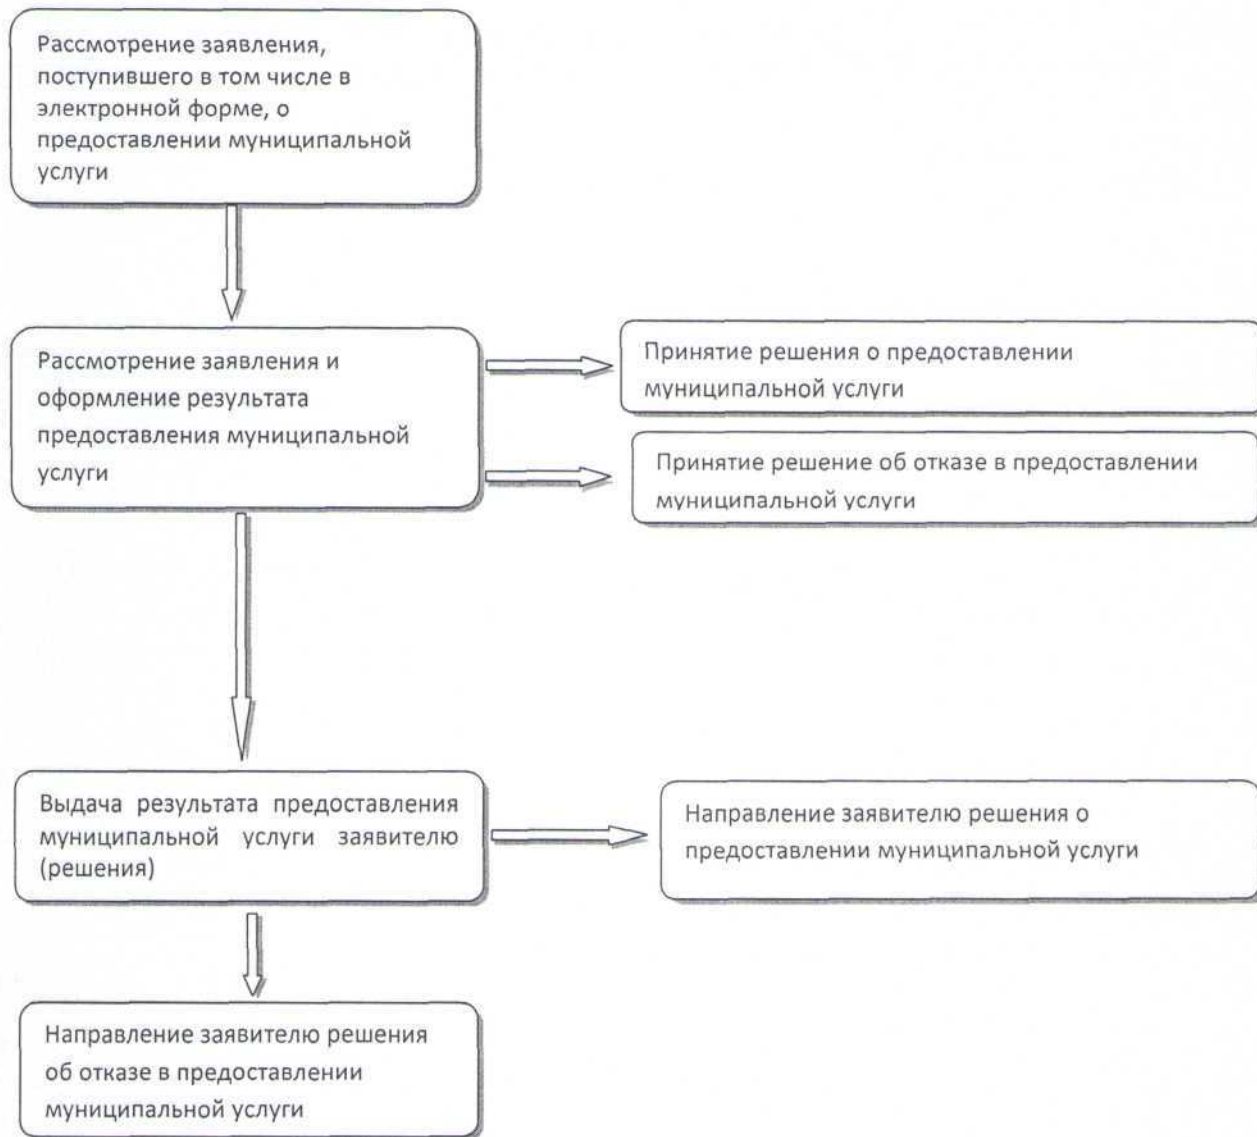 Рассмотрение заявления,
поступившего в том числе в
электронной форме, о
предоставлении муниципальной
услуги
Рассмотрение заявления и
оформление результата
предоставления муниципальной
услуги
Принятие решения о предоставлении
муниципальной услуги
Принятие решение об отказе в предоставлении
муниципальной услуги
Выдача результата предоставления
муниципальной услуги заявителю
(решения)
Направление заявителю решения о
предоставлении муниципальной услуги
Направление заявителю решения
об отказе в предоставлении
муниципальной услуги